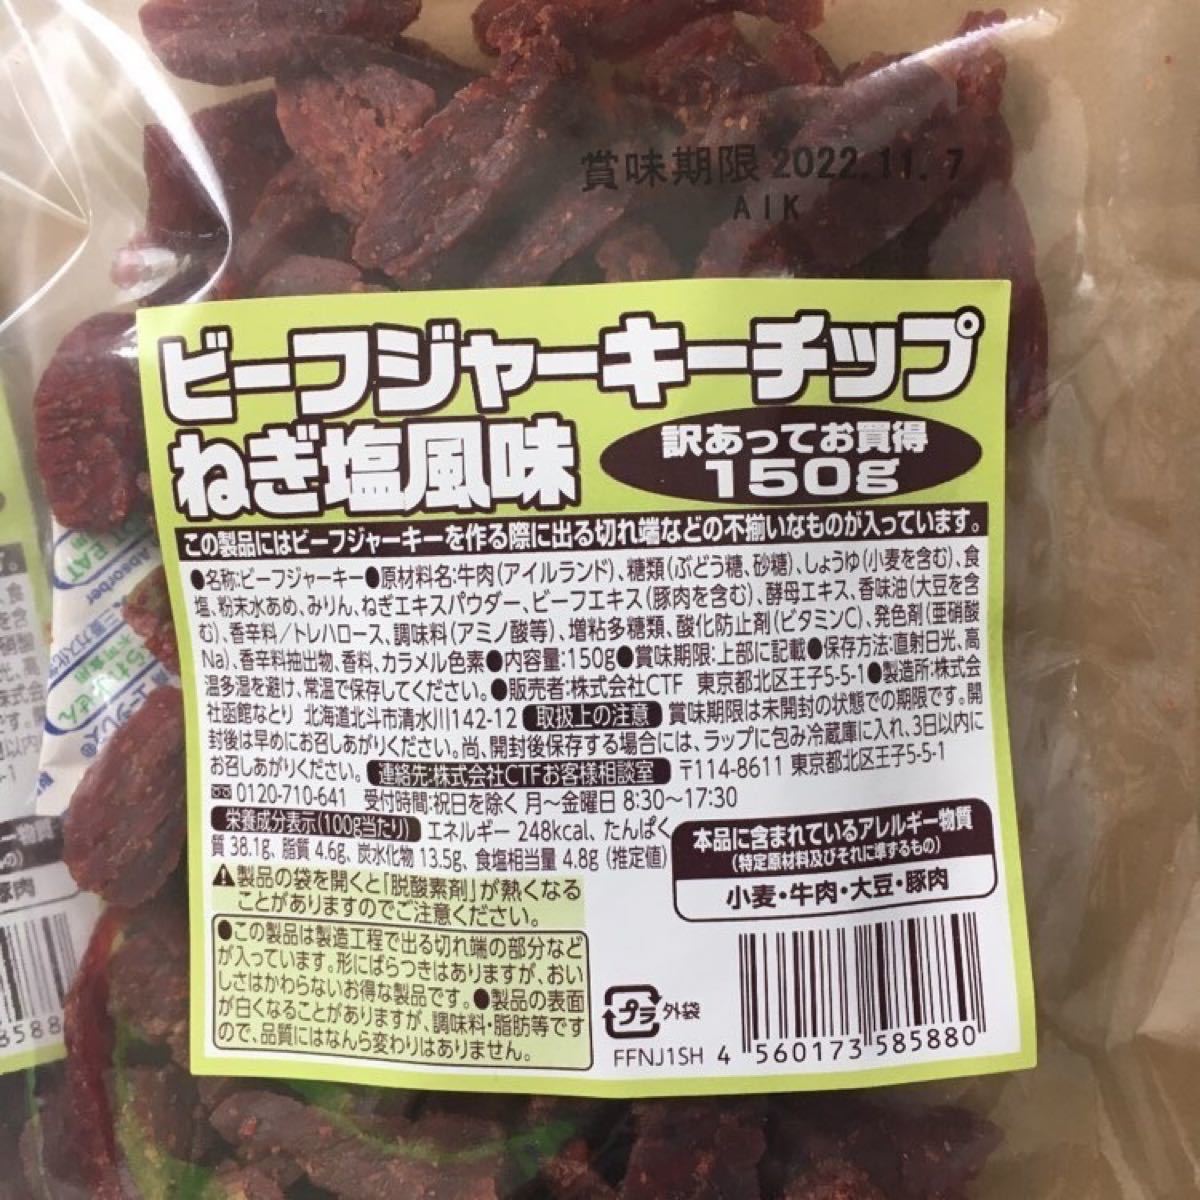 賞味期限 2022.11.7
AIK
ビーフジャーキーチップ
ねぎ塩風味
訳あってお買得
150g
この製品にはビーフジャーキーを作る際に出る切れ端などの不揃いなものが入っています。
●名称:ビーフジャーキー●原材料名:牛肉(アイルランド)、糖類(ぶどう糖、砂糖)、しょうゆ(小麦を含む)、食
塩、粉末水あめ、みりん、ねぎエキスパウダー、ビーフエキス(豚肉を含む)、酵母エキス、香味油(大豆を含
む)、香辛料/トレハロース、調味料(アミノ酸等)、増粘多糖類、酸化防止剤(ビタミンC)、発色剤(亜硝酸
Na)、香辛料抽出物、香料、カラメル色素●内容量:150g●賞味期限:上部に記載●保存方法:直射日光、高
温多湿を避け、常温で保存してください。●販売者:株式会社CTF 東京都北区王子5-5-1●製造所:株式会
社函館なとり 北海道北斗市清水川142-12 取扱上の注意 賞味期限は未開封の状態での期限です。開
封後は早めにお召しあがりください。尚、開封後保存する場合には、ラップに包み冷蔵庫に入れ、3日以内に
お召しあがりください。 連絡先:株式会社CTFお客様相談室 〒114-8611 東京都北区王子5-5-1
0120-710-641 受付時間:祝日を除く 月〜金曜日 8:30〜17:30
栄養成分表示(100g当たり) エネルギー 248kcal、たんぱく
質 38.1g、脂質 4.6g、炭水化物 13.5g、食塩相当量 4.8g (推定値)
⚠製品の袋を開くと「脱酸素剤」が熱くなる
ことがありますのでご注意ください。
●この製品は製造工程で出る切れ端の部分など
が入っています。形にばらつきはありますが、おい
しさはかわらないお得な製品です。●製品の表面
が白くなることがありますが、調味料・脂肪等です
ので、品質にはなんら変わりはありません。
本品に含まれているアレルギー物質
(特定原材料及びそれに準ずるもの)
小麦・牛肉・大豆・豚肉
プラ 外袋
FFNJ1SH 4 560173 585880